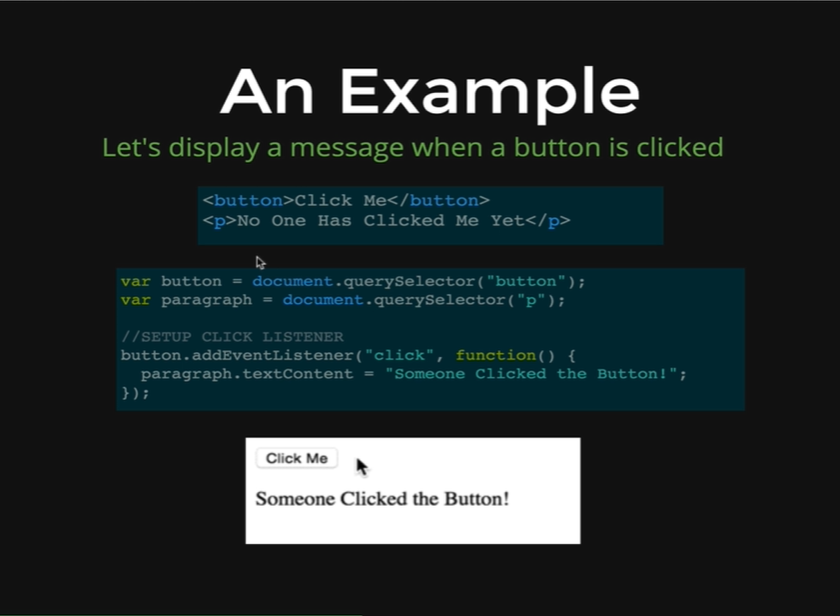 An Example
Let's display a message when a button is clicked
<button>Click Me</button>
<p>No One Has Clicked Me Yet</p>
var button = document.querySelector("button");
var paragraph = document.querySelector("p");
//SETUP CLICK LISTENER
button.addEventListener("click", function() {
  paragraph.textContent = "Someone Clicked the Button!";
});
Click Me
Someone Clicked the Button!